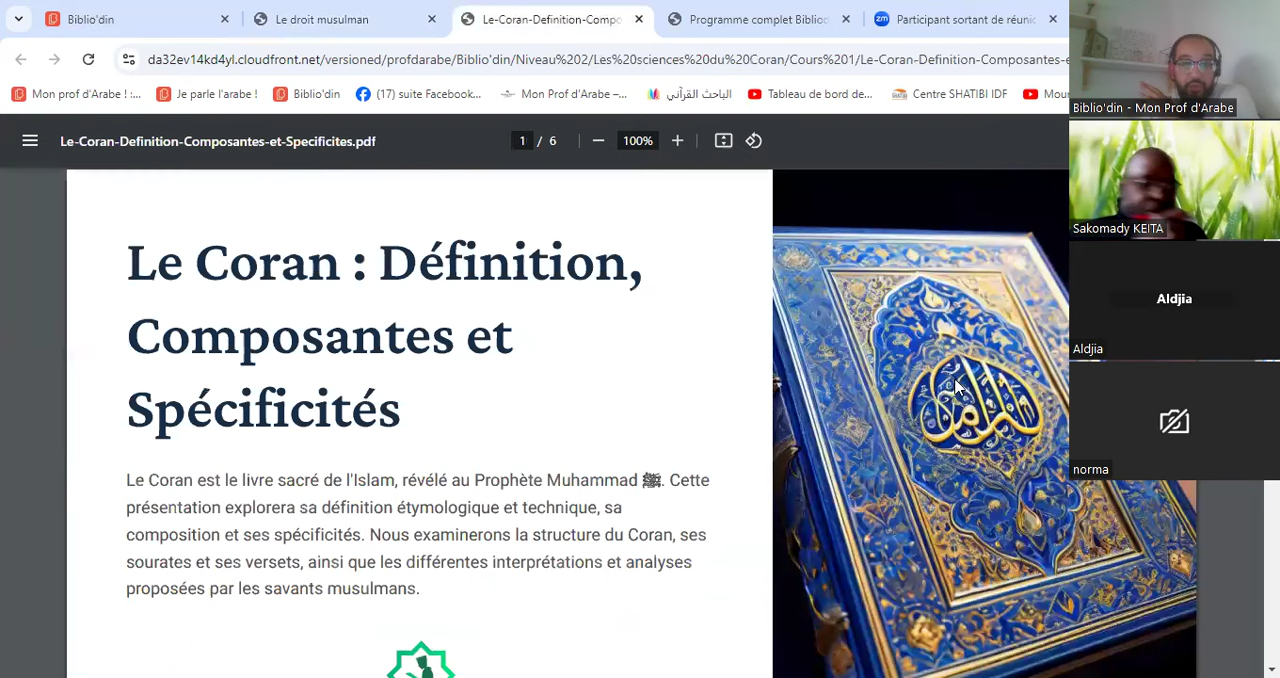 Biblio'din
Le droit musulman
Le-Coran-Definition-Compo
Programme complet Biblio
zm
Participant sortant de réuni
da32ev14kd4yl.cloudfront.net/versioned/profdarabe/Biblio'din/Niveau%202/Les%20sciences%20du%20Coran/Cours%201/Le-Coran-Definition-Composantes-e
Mon prof d'Arabe ! :...
Je parle l'arabe !
Biblio'din
(17) suite Facebook...
Mon Prof d'Arabe –...
الباحث القرآني
Tableau de bord de...
Centre SHATIBI IDF
Mour
Le-Coran-Definition-Composantes-et-Specificites.pdf
1 / 6
100%
Le Coran : Définition,
Composantes et
Spécificités
Le Coran est le livre sacré de l'Islam, révélé au Prophète Muhammad ﷺ. Cette
présentation explorera sa définition étymologique et technique, sa
composition et ses spécificités. Nous examinerons la structure du Coran, ses
sourates et ses versets, ainsi que les différentes interprétations et analyses
proposées par les savants musulmans.
Biblio'din - Mon Prof d'Arabe
Sakomady KEITA
Aldjia
Aldjia
norma